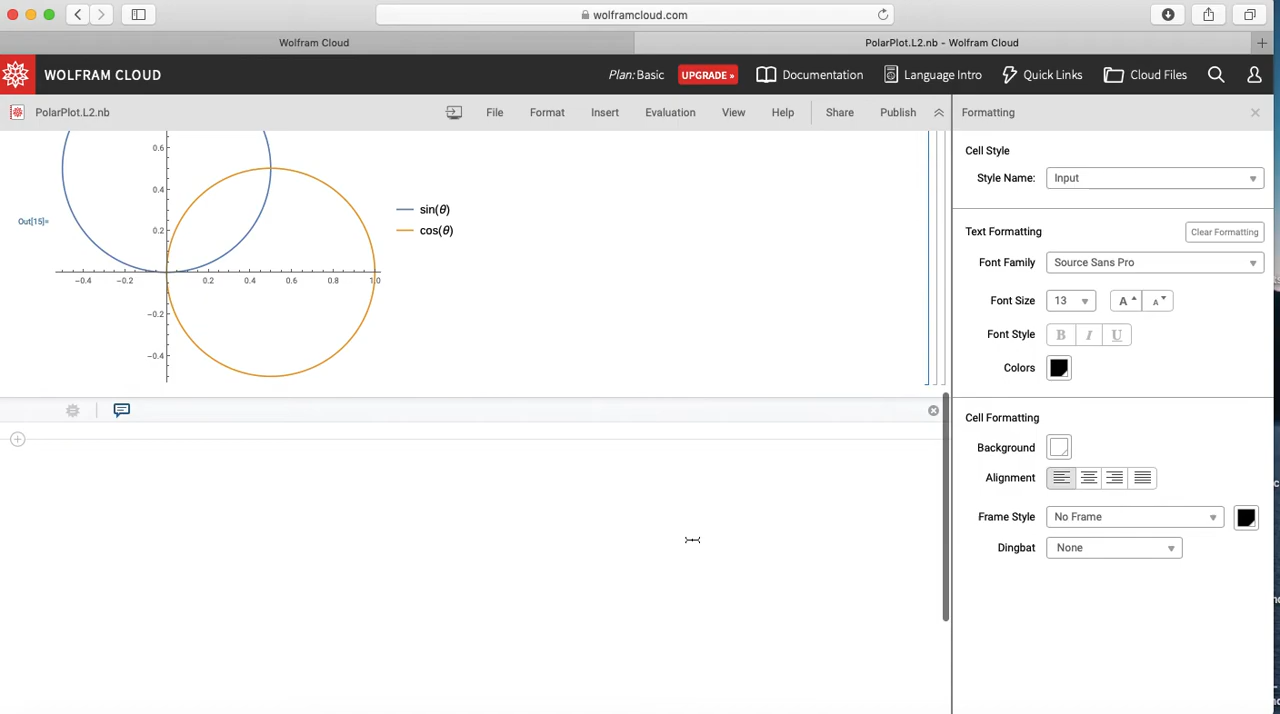 wolframcloud.com
Wolfram Cloud
PolarPlot.L2.nb - Wolfram Cloud
WOLFRAM CLOUD
Plan: Basic
UPGRADE »
Documentation
Language Intro
Quick Links
Cloud Files
PolarPlot.L2.nb
File
Format
Insert
Evaluation
View
Help
Share
Publish
Formatting
Cell Style
Style Name:
Input
Text Formatting
Clear Formatting
Font Family
Source Sans Pro
Font Size
13
A
A
Font Style
B
I
U
Colors
Cell Formatting
Background
Alignment
Frame Style
No Frame
Dingbat
None
Out[15]=
0.6
0.4
0.2
−0.4
−0.2
0.2
0.4
0.6
0.8
1.0
−0.2
−0.4
sin(θ)
cos(θ)